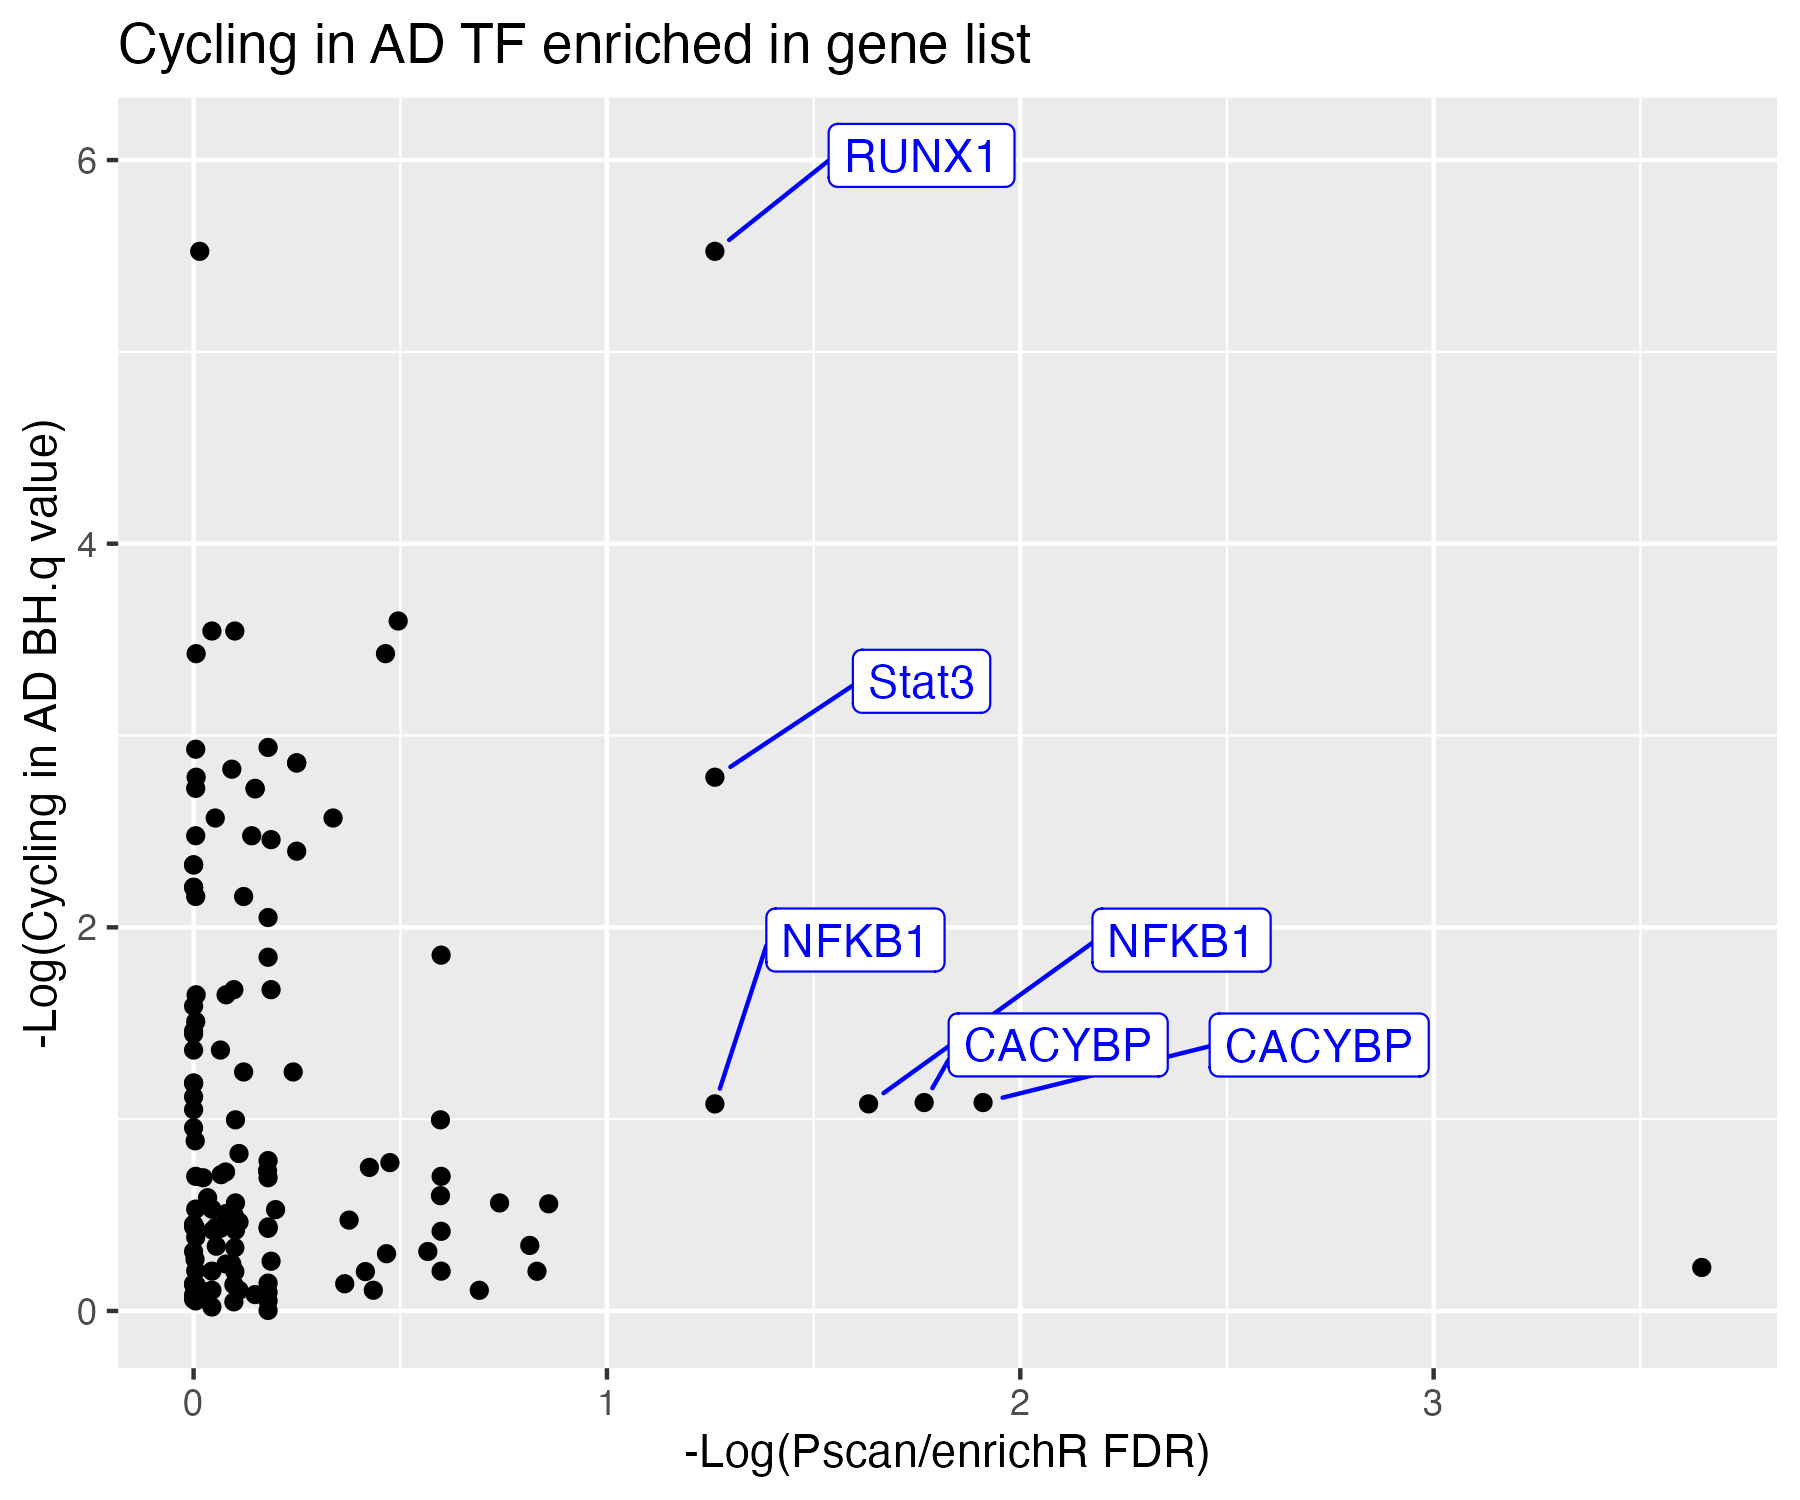 Cycling in AD TF enriched in gene list
-Log(Cycling in AD BH.q value)
6
4
2
0
RUNX1
Stat3
NFKB1
NFKB1
CACYBP
CACYBP
0
1
2
3
-Log(Pscan/enrichR FDR)